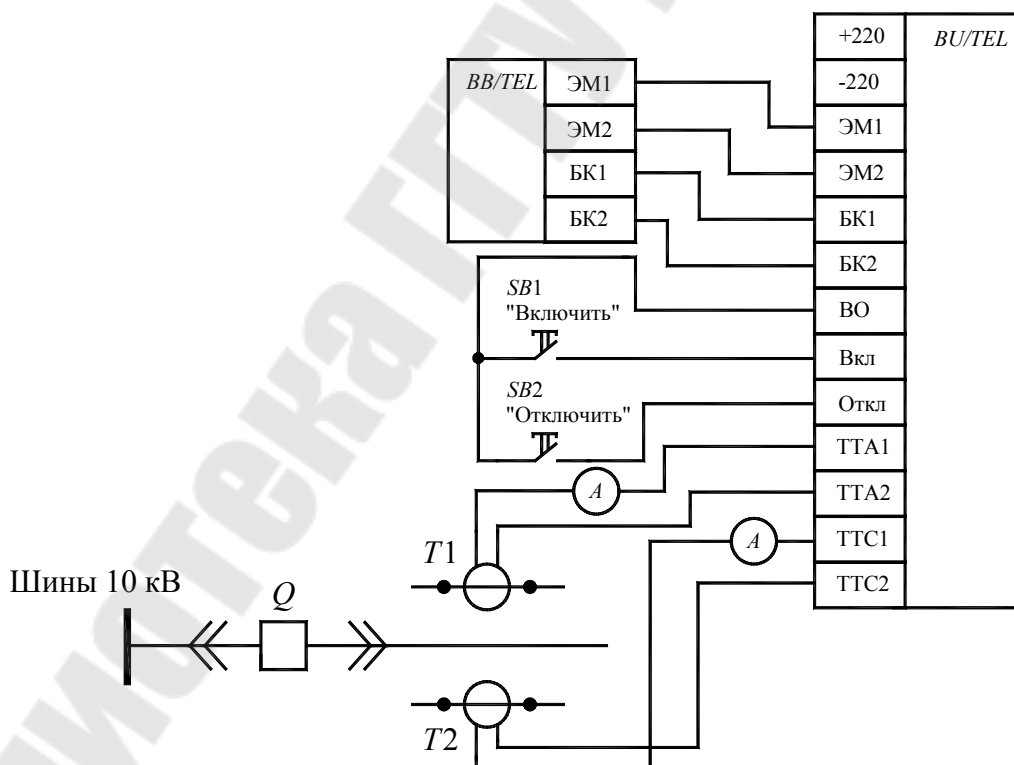 +220
BU/TEL
-220
ЭМ1
ЭМ2
БК1
БК2
ВО
Вкл
Откл
ТТА1
ТТА2
ТТС1
ТТС2
BB/TEL
ЭМ1
ЭМ2
БК1
БК2
SB1
"Включить"
SB2
"Отключить"
A
A
T1
Шины 10 кВ
Q
T2